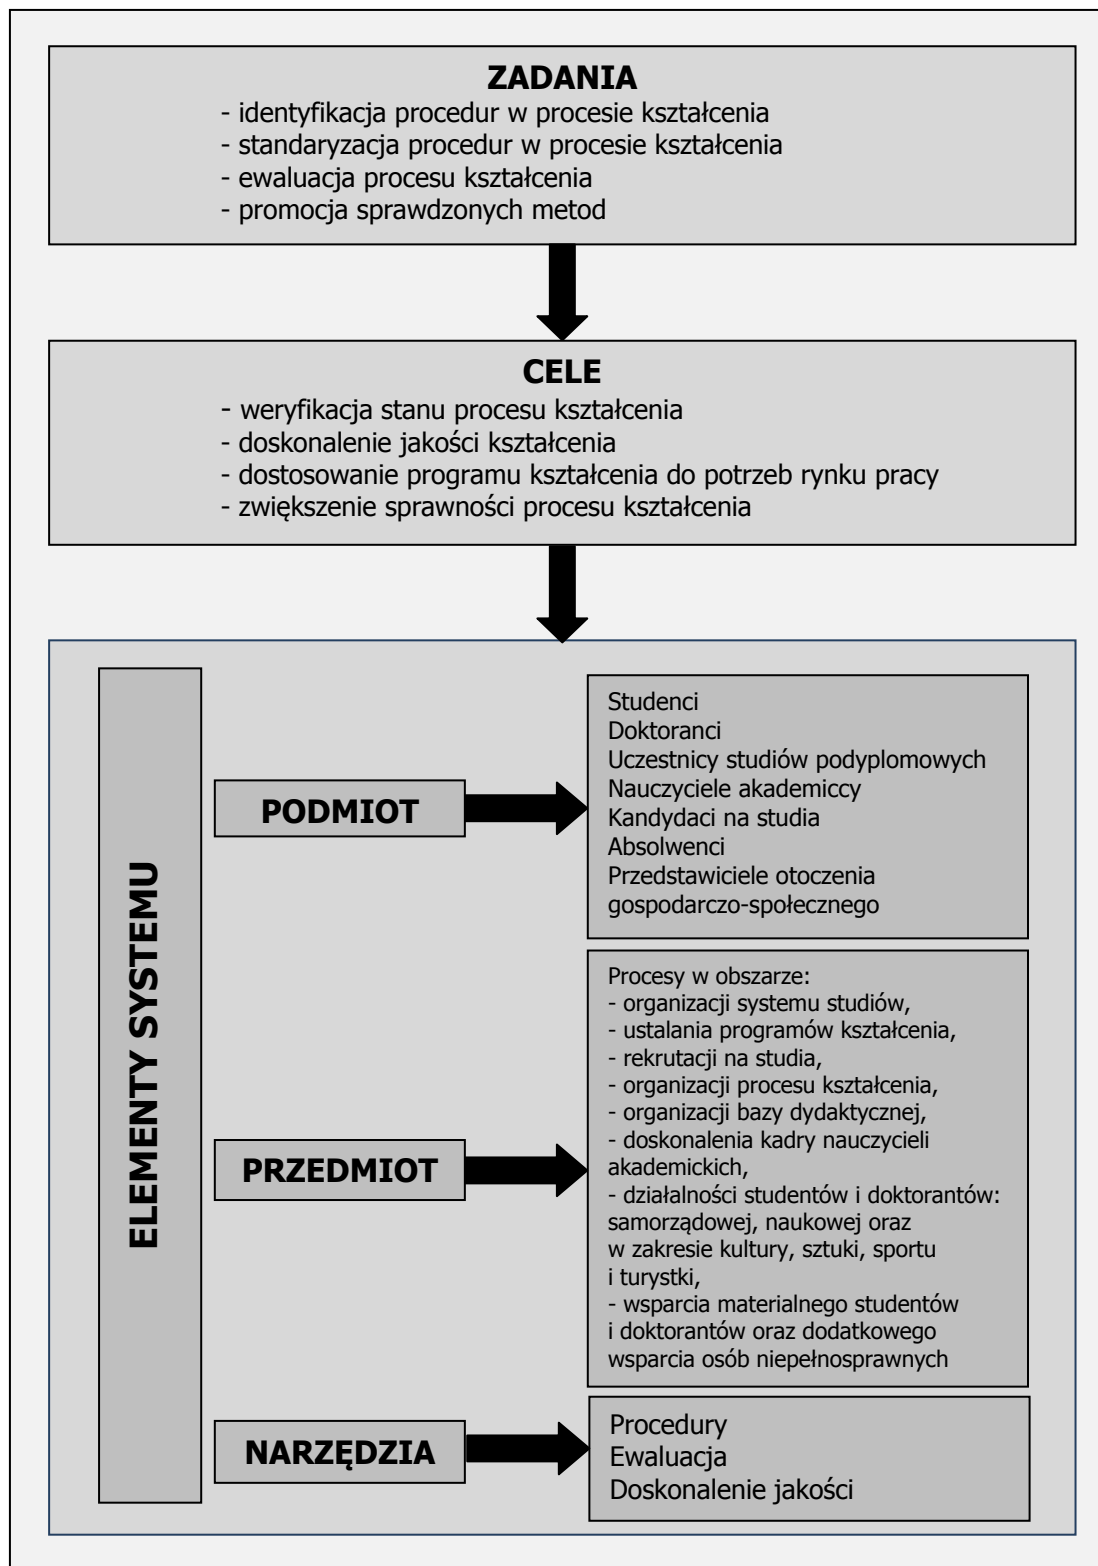 ZADANIA
- identyfikacja procedur w procesie kształcenia
- standaryzacja procedur w procesie kształcenia
- ewaluacja procesu kształcenia
- promocja sprawdzonych metod
CELE
- weryfikacja stanu procesu kształcenia
- doskonalenie jakości kształcenia
- dostosowanie programu kształcenia do potrzeb rynku pracy
- zwiększenie sprawności procesu kształcenia
ELEMENTY SYSTEMU
PODMIOT
Studenci
Doktoranci
Uczestnicy studiów podyplomowych
Nauczyciele akademiccy
Kandydaci na studia
Absolwenci
Przedstawiciele otoczenia
gospodarczo-społecznego
PRZEDMIOT
Procesy w obszarze:
- organizacji systemu studiów,
- ustalania programów kształcenia,
- rekrutacji na studia,
- organizacji procesu kształcenia,
- organizacji bazy dydaktycznej,
- doskonalenia kadry nauczycieli
akademickich,
- działalności studentów i doktorantów:
samorządowej, naukowej oraz
w zakresie kultury, sztuki, sportu
i turystki,
- wsparcia materialnego studentów
i doktorantów oraz dodatkowego
wsparcia osób niepełnosprawnych
NARZĘDZIA
Procedury
Ewaluacja
Doskonalenie jakości